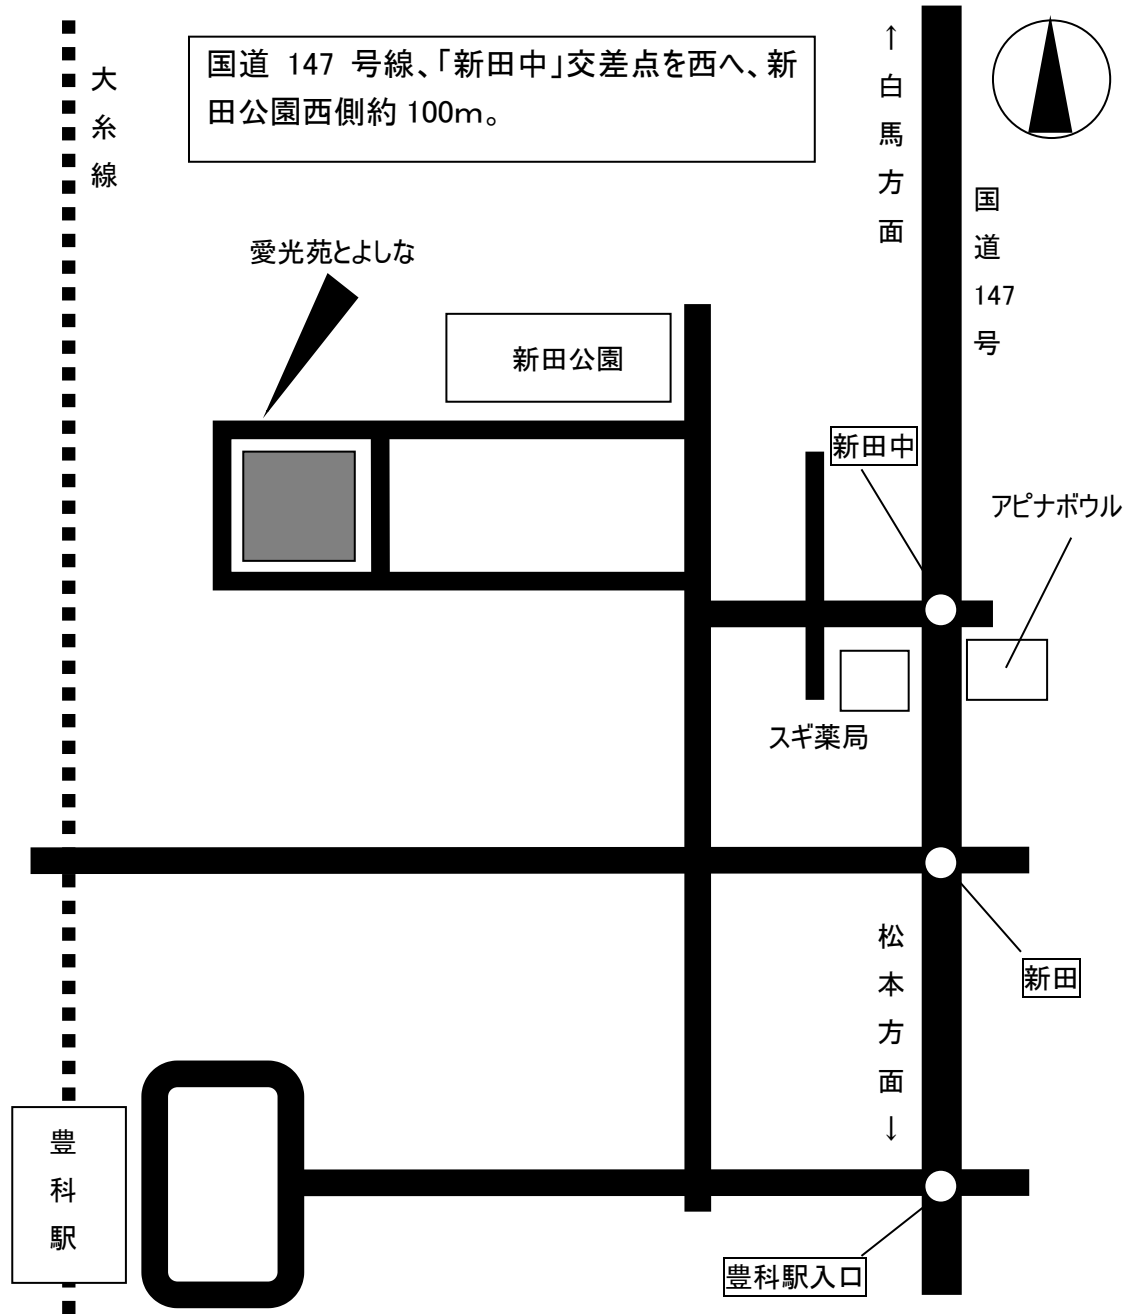 国道 147 号線、「新田中」交差点を西へ、新
田公園西側約 100ｍ。
大糸線
↑白馬方面
国道147号
愛光苑とよしな
新田公園
新田中
アピナボウル
スギ薬局
松本方面↓
新田
豊科駅
豊科駅入口